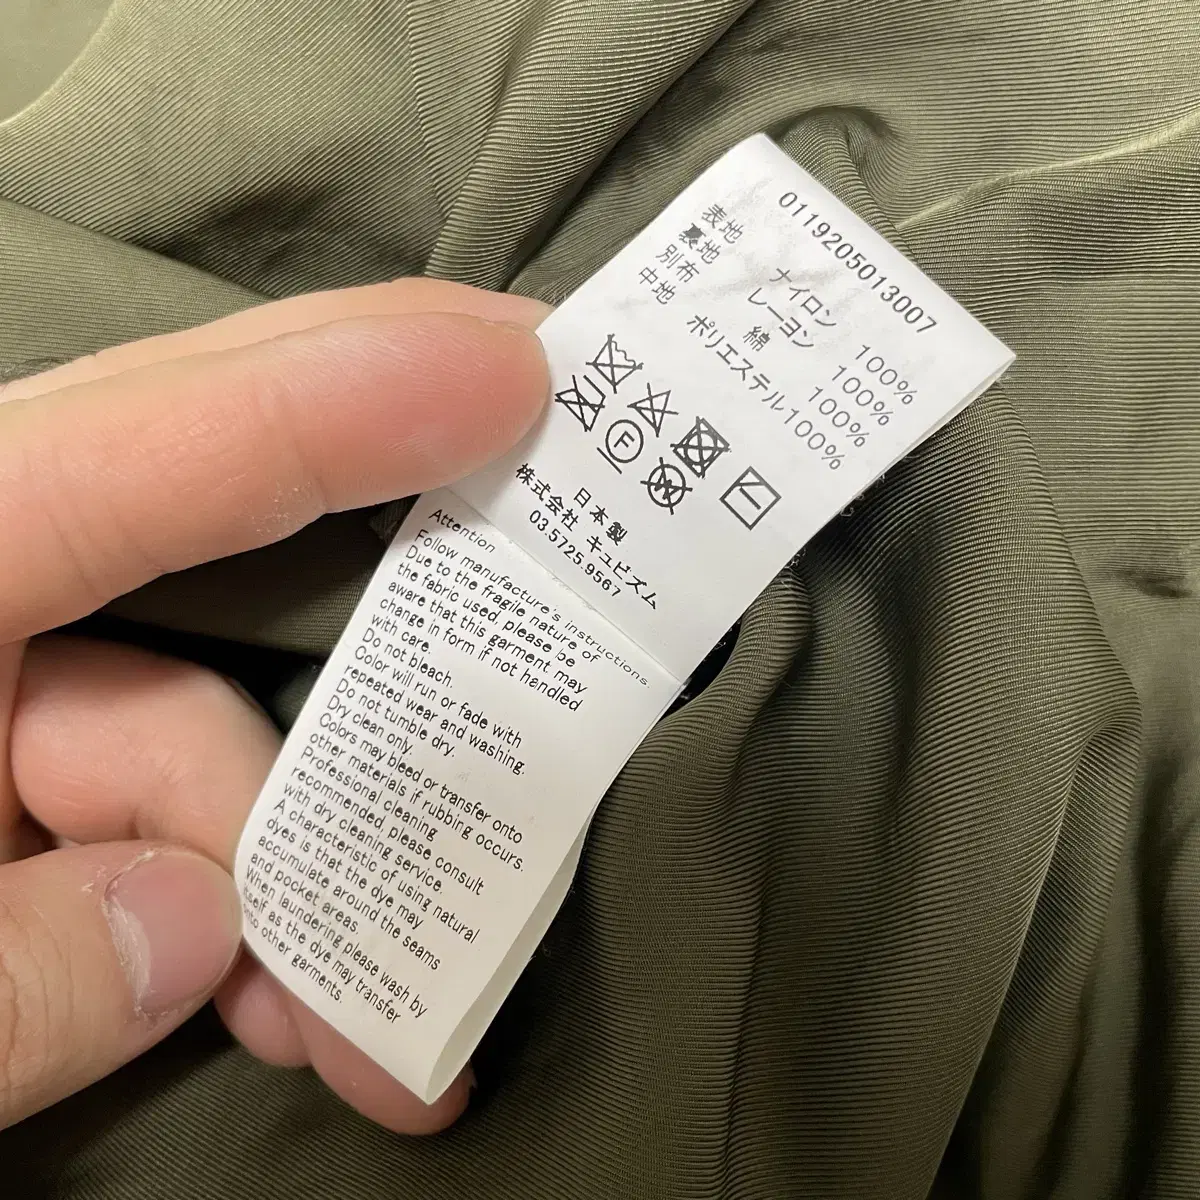 0119205013007
表地 ナイロン 100%
裏地 レーヨン 100%
別布 綿 100%
中地 ポリエステル 100%
F
W
日本製
株式会社 キュビズム
03.5725.9567
Attention
Follow manufacture's instructions.
Due to the fragile nature of
the fabric used, please be
aware that this garment may
change in form if not handled
with care.
Do not bleach.
Color will run or fade with
repeated wear and washing.
Do not tumble dry.
Dry clean only.
Colors may bleed or transfer onto
other materials if rubbing occurs.
Professional cleaning
recommended, please consult
with dry cleaning service.
A characteristic of using natural
dyes is that the dye may
accumulate around the seams
and pocket areas.
When laundering please wash by
itself as the dye may transfer
onto other garments.